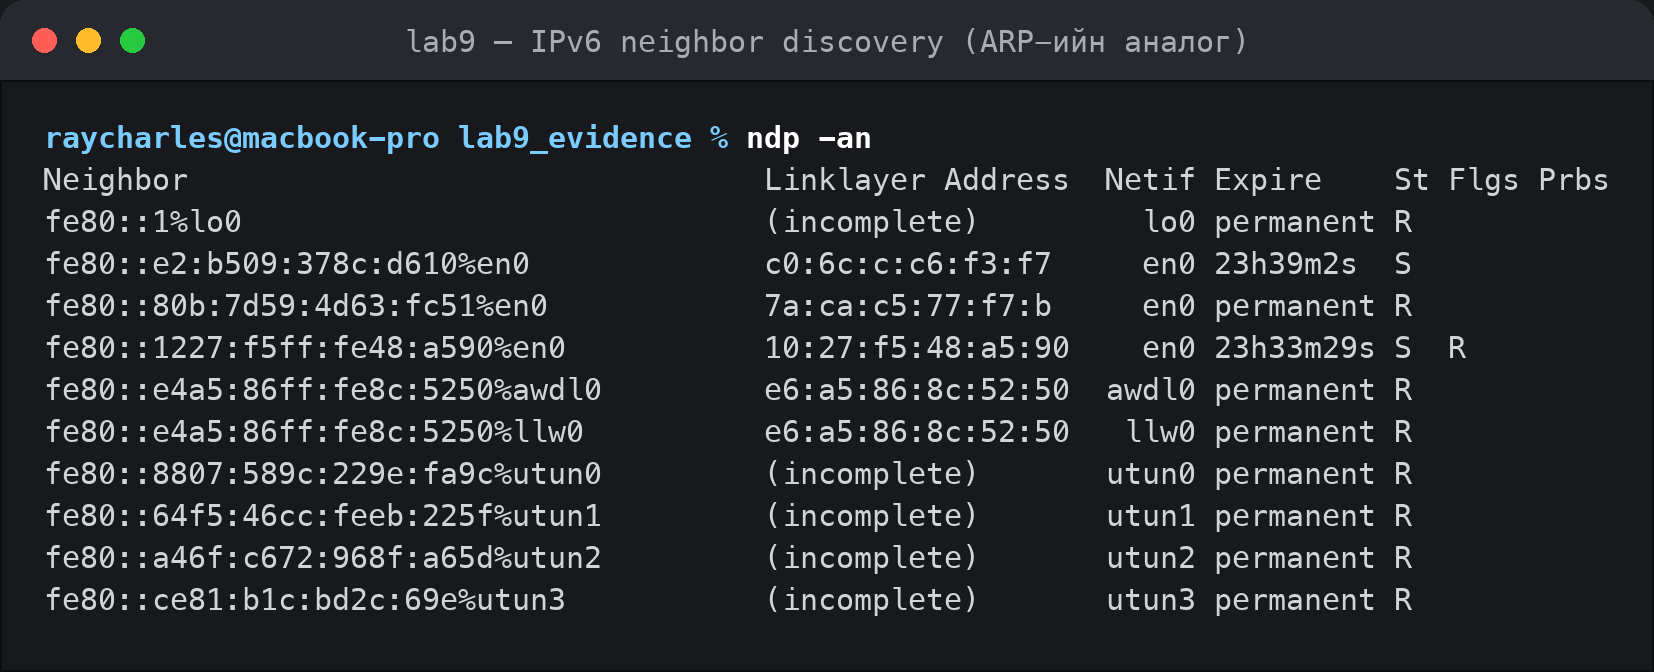 lab9 — IPv6 neighbor discovery (ARP-ийн аналог)
raycharles@macbook-pro lab9_evidence % ndp -an
Neighbor                                Linklayer Address  Netif Expire    St Flgs Prbs
fe80::1%lo0                             (incomplete)         lo0 permanent R
fe80::e2:b509:378c:d610%en0             c0:6c:c:c6:f3:f7     en0 23h39m2s  S
fe80::80b:7d59:4d63:fc51%en0            7a:ca:c5:77:f7:b     en0 permanent R
fe80::1227:f5ff:fe48:a590%en0           10:27:f5:48:a5:90    en0 23h33m29s S  R
fe80::e4a5:86ff:fe8c:5250%awdl0         e6:a5:86:8c:52:50  awdl0 permanent R
fe80::e4a5:86ff:fe8c:5250%llw0          e6:a5:86:8c:52:50   llw0 permanent R
fe80::8807:589c:229e:fa9c%utun0         (incomplete)       utun0 permanent R
fe80::64f5:46cc:feeb:225f%utun1         (incomplete)       utun1 permanent R
fe80::a46f:c672:968f:a65d%utun2         (incomplete)       utun2 permanent R
fe80::ce81:b1c:bd2c:69e%utun3           (incomplete)       utun3 permanent R